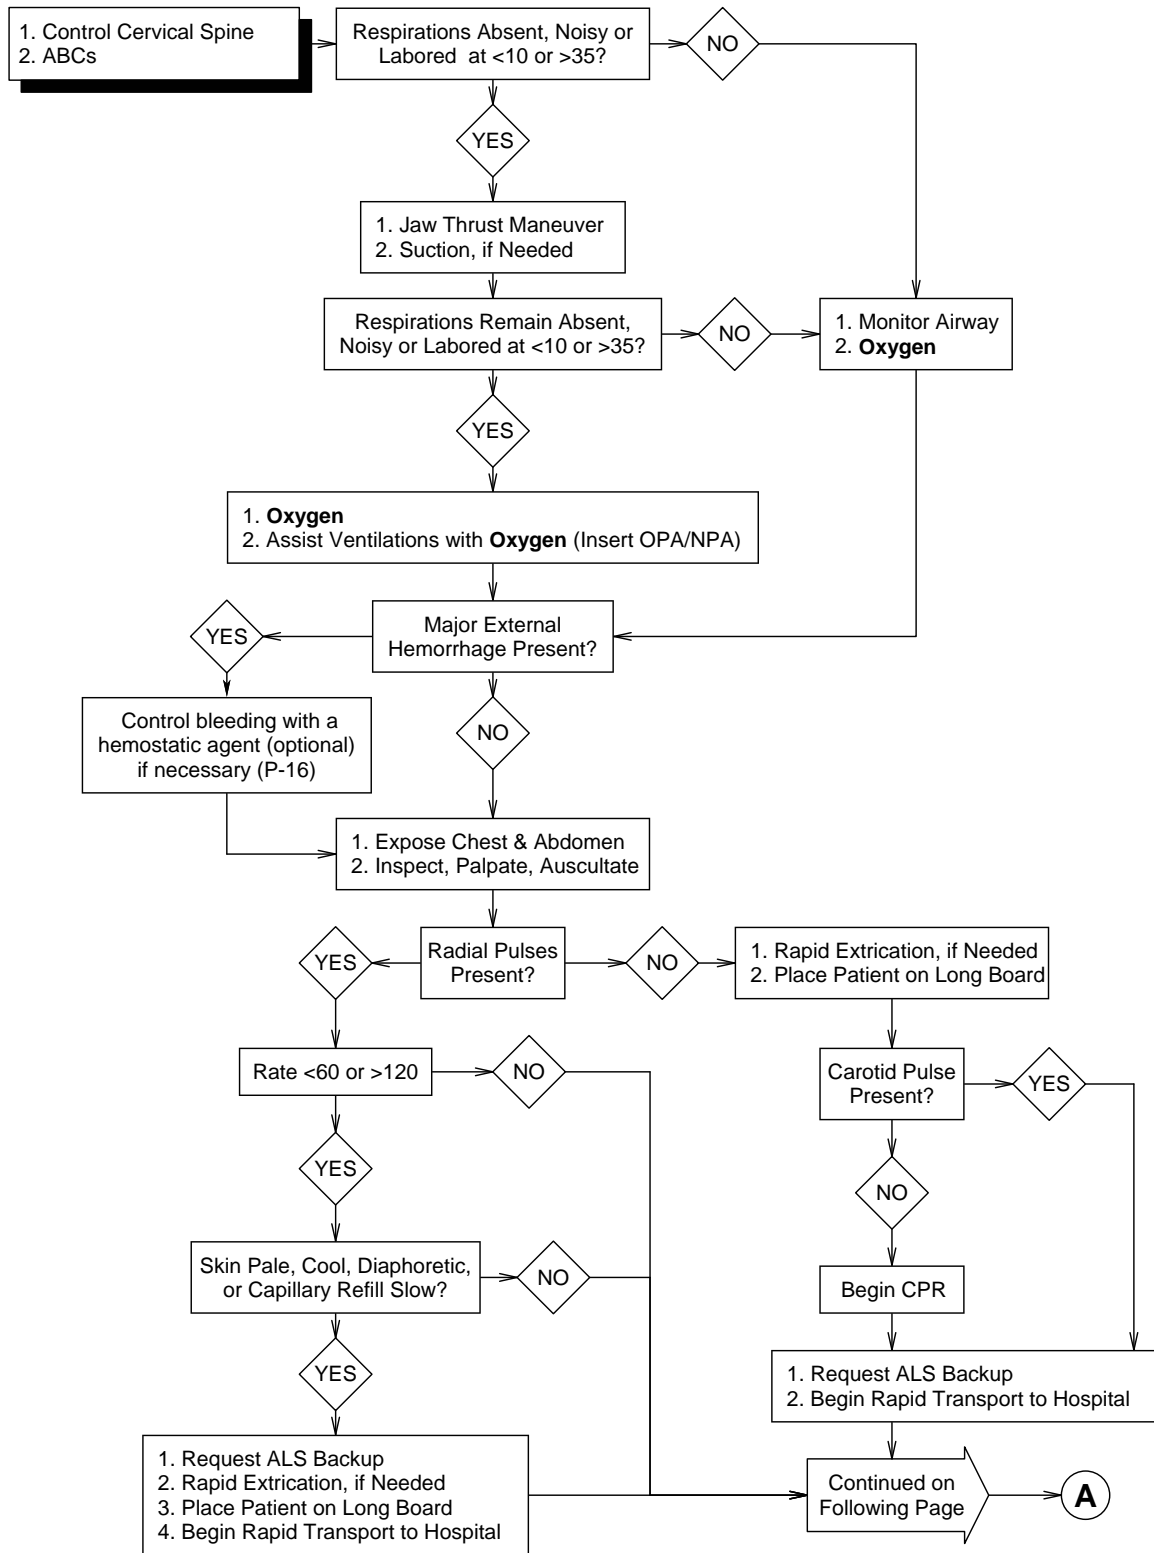 1. Control Cervical Spine
2. ABCs
Respirations Absent, Noisy or
Labored at <10 or >35?
NO
YES
1. Jaw Thrust Maneuver
2. Suction, if Needed
Respirations Remain Absent,
Noisy or Labored at <10 or >35?
NO
1. Monitor Airway
2. Oxygen
YES
1. Oxygen
2. Assist Ventilations with Oxygen (Insert OPA/NPA)
Major External
Hemorrhage Present?
YES
NO
Control bleeding with a
hemostatic agent (optional)
if necessary (P-16)
1. Expose Chest & Abdomen
2. Inspect, Palpate, Auscultate
Radial Pulses
Present?
YES
NO
1. Rapid Extrication, if Needed
2. Place Patient on Long Board
Rate <60 or >120
NO
Carotid Pulse
Present?
YES
YES
NO
Skin Pale, Cool, Diaphoretic,
or Capillary Refill Slow?
NO
Begin CPR
YES
1. Request ALS Backup
2. Begin Rapid Transport to Hospital
1. Request ALS Backup
2. Rapid Extrication, if Needed
3. Place Patient on Long Board
4. Begin Rapid Transport to Hospital
Continued on
Following Page
A